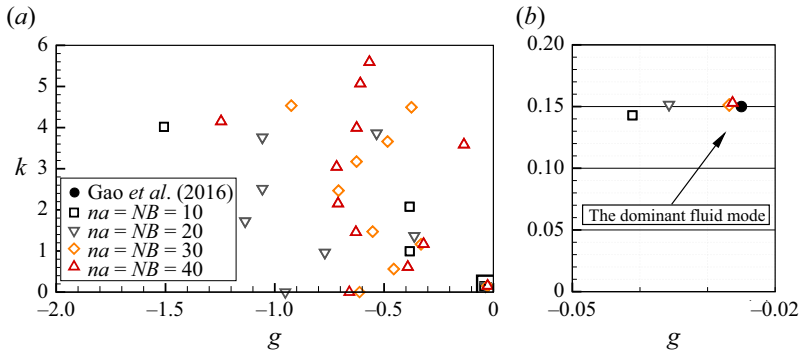 (a)
6
5
4
k
3
2
1
0
Gao et al. (2016)
na = NB = 10
na = NB = 20
na = NB = 30
na = NB = 40
−2.0 −1.5 −1.0 −0.5 0
g
(b)
0.20
0.15
0.10
0.05
0
The dominant fluid mode
−0.05 −0.02
g